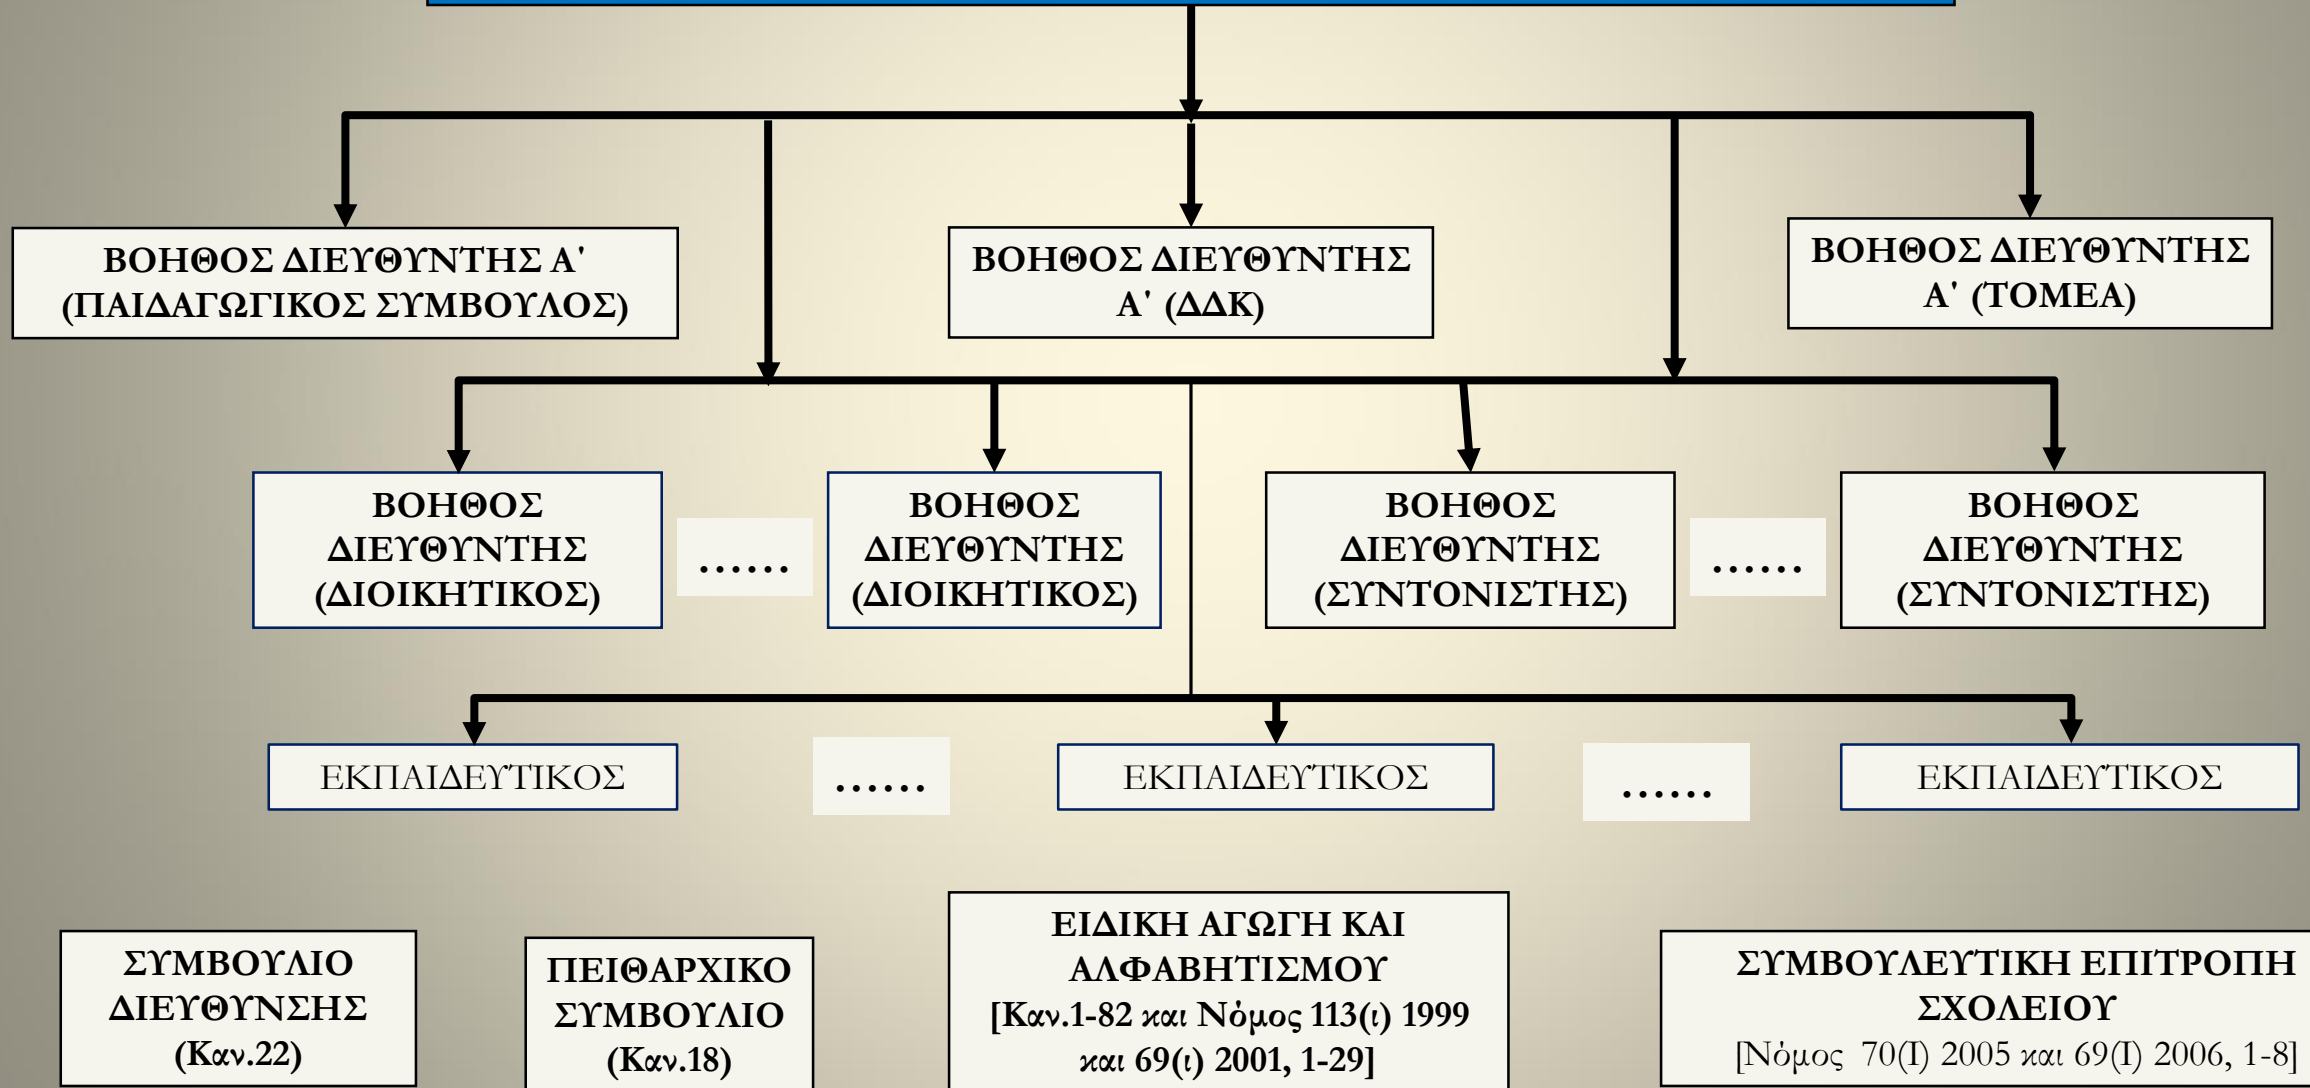 ΒΟΗΘΟΣ ΔΙΕΥΘΥΝΤΗΣ Α'
(ΠΑΙΔΑΓΩΓΙΚΟΣ ΣΥΜΒΟΥΛΟΣ)
ΒΟΗΘΟΣ ΔΙΕΥΘΥΝΤΗΣ
Α' (ΔΔΚ)
ΒΟΗΘΟΣ ΔΙΕΥΘΥΝΤΗΣ
Α' (ΤΟΜΕΑ)
ΒΟΗΘΟΣ
ΔΙΕΥΘΥΝΤΗΣ
(ΔΙΟΙΚΗΤΙΚΟΣ)
......
ΒΟΗΘΟΣ
ΔΙΕΥΘΥΝΤΗΣ
(ΔΙΟΙΚΗΤΙΚΟΣ)
ΒΟΗΘΟΣ
ΔΙΕΥΘΥΝΤΗΣ
(ΣΥΝΤΟΝΙΣΤΗΣ)
......
ΒΟΗΘΟΣ
ΔΙΕΥΘΥΝΤΗΣ
(ΣΥΝΤΟΝΙΣΤΗΣ)
ΕΚΠΑΙΔΕΥΤΙΚΟΣ
......
ΕΚΠΑΙΔΕΥΤΙΚΟΣ
......
ΕΚΠΑΙΔΕΥΤΙΚΟΣ
ΣΥΜΒΟΥΛΙΟ
ΔΙΕΥΘΥΝΣΗΣ
(Καν.22)
ΠΕΙΘΑΡΧΙΚΟ
ΣΥΜΒΟΥΛΙΟ
(Καν.18)
ΕΙΔΙΚΗ ΑΓΩΓΗ ΚΑΙ
ΑΛΦΑΒΗΤΙΣΜΟΥ
[Καν.1-82 και Νόμος 113(ι) 1999
και 69(ι) 2001, 1-29]
ΣΥΜΒΟΥΛΕΥΤΙΚΗ ΕΠΙΤΡΟΠΗ
ΣΧΟΛΕΙΟΥ
[Νόμος 70(Ι) 2005 και 69(Ι) 2006, 1-8]